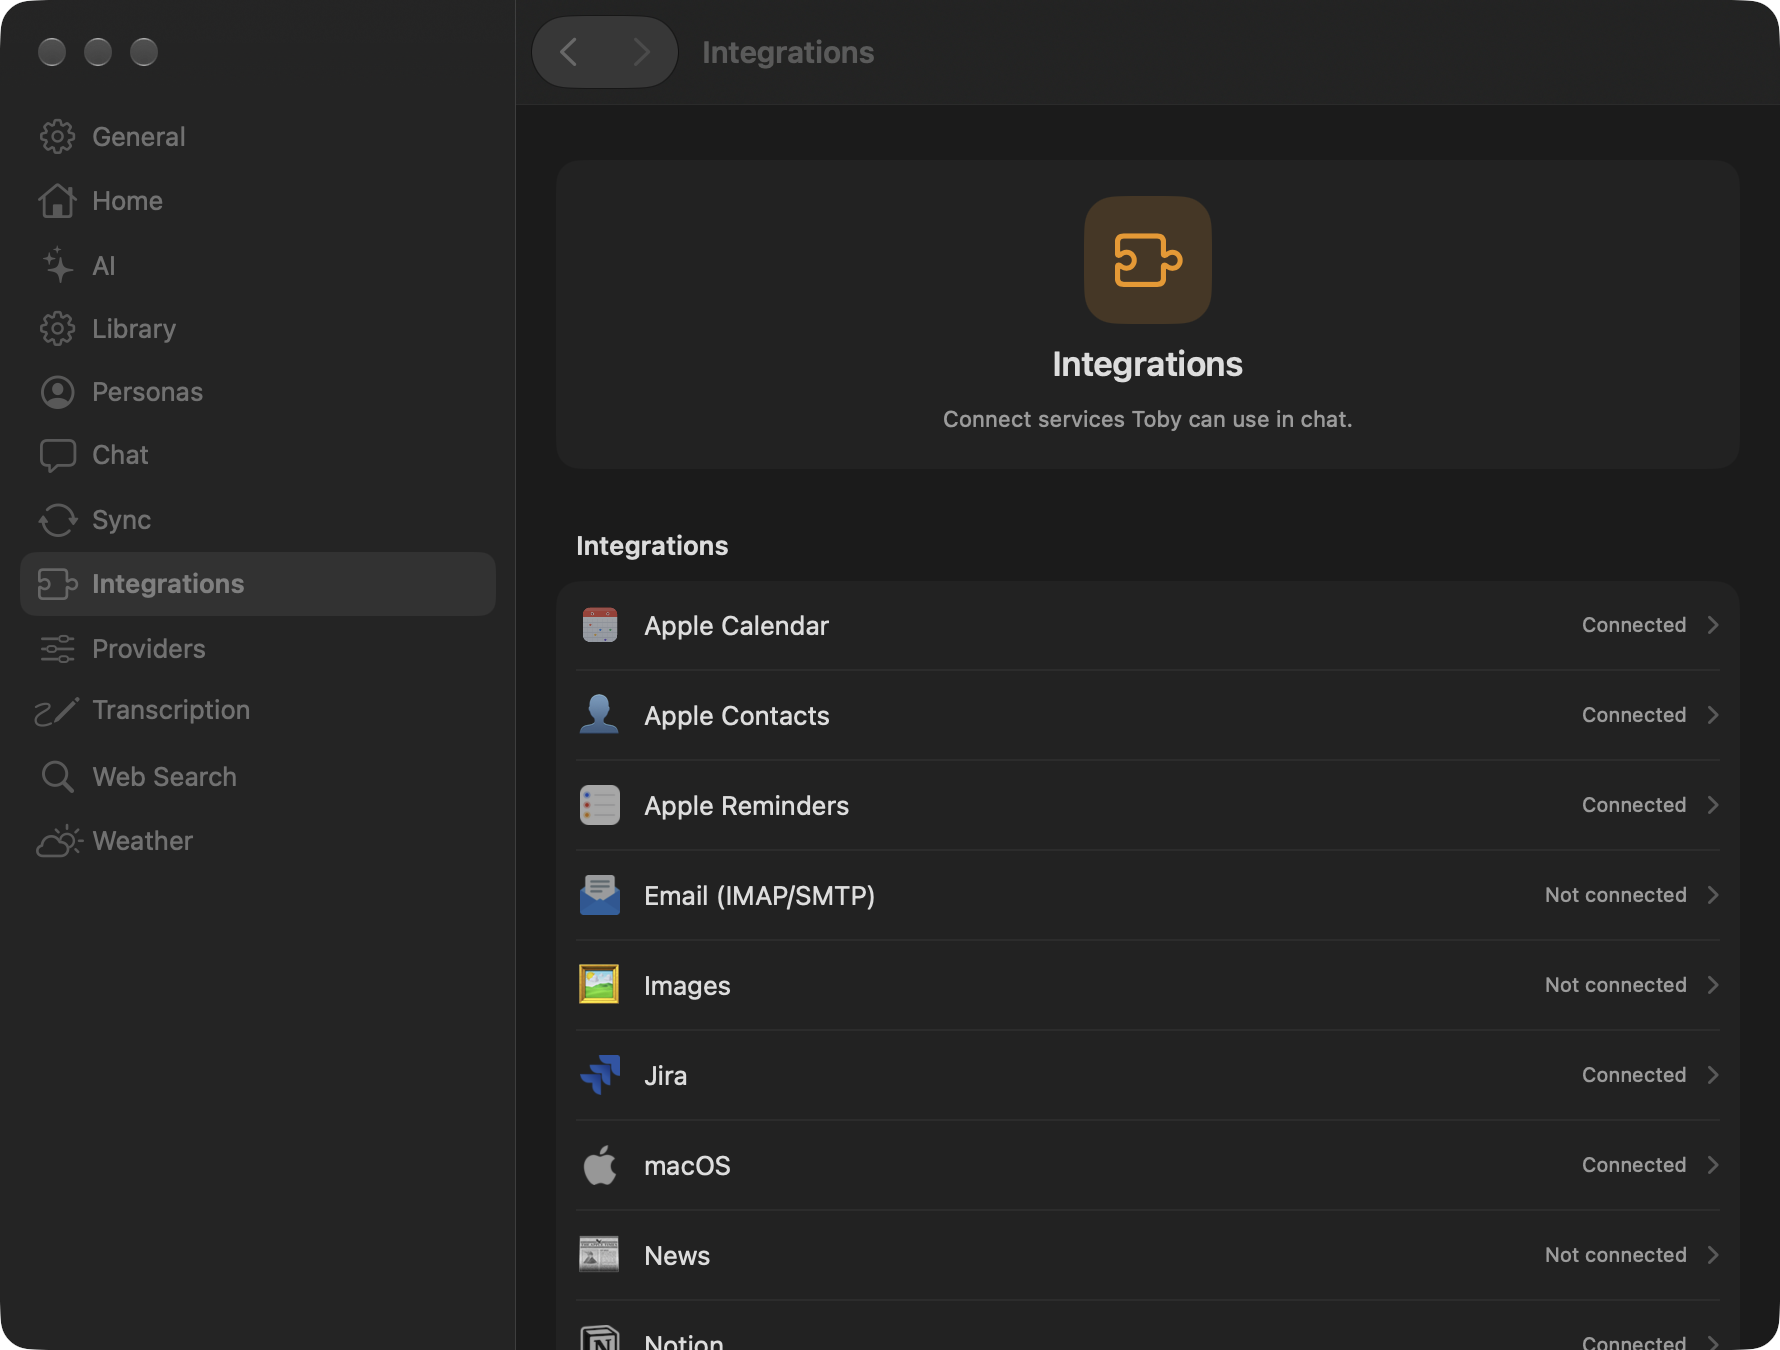 Integrations
General
Home
AI
Library
Personas
Chat
Sync
Integrations
Providers
Transcription
Web Search
Weather
Integrations
Connect services Toby can use in chat.
Integrations
Apple Calendar Connected
Apple Contacts Connected
Apple Reminders Connected
Email (IMAP/SMTP) Not connected
Images Not connected
Jira Connected
macOS Connected
News Not connected
Notion Connected